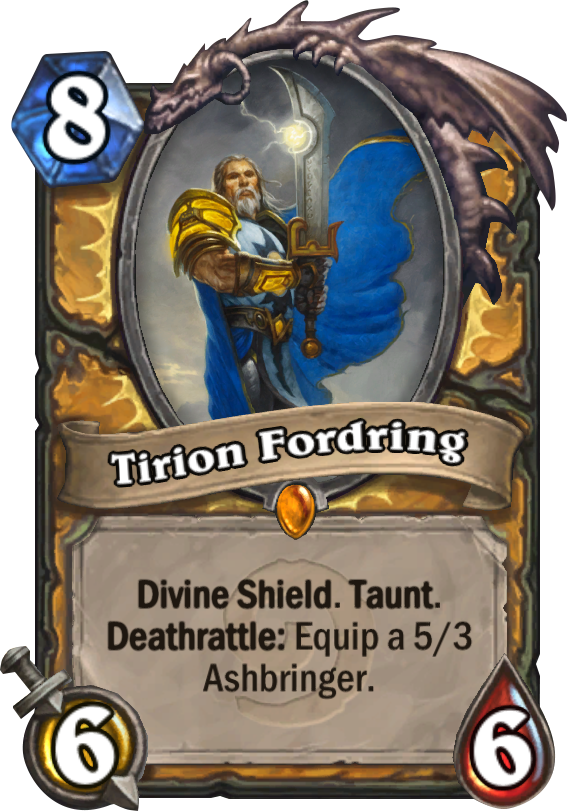 8
Tirion Fordring
Divine Shield. Taunt.
Deathrattle: Equip a 5/3
Ashbringer.
6
6